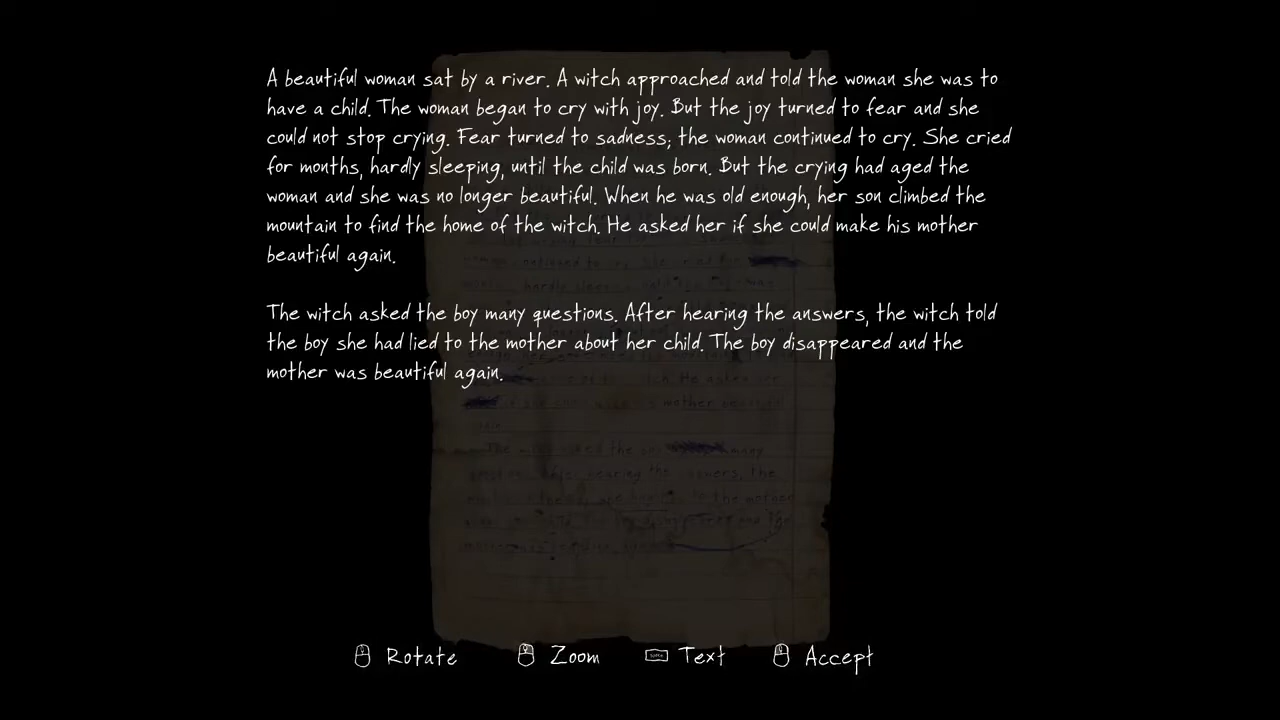 A beautiful woman sat by a river. A witch approached and told the woman she was to
have a child. The woman began to cry with joy. But the joy turned to fear and she
could not stop crying. Fear turned to sadness; the woman continued to cry. She cried
for months, hardly sleeping, until the child was born. But the crying had aged the
woman and she was no longer beautiful. When he was old enough, her son climbed the
mountain to find the home of the witch. He asked her if she could make his mother
beautiful again.
The witch asked the boy many questions. After hearing the answers, the witch told
the boy she had lied to the mother about her child. The boy disappeared and the
mother was beautiful again.
Rotate Zoom Text Accept